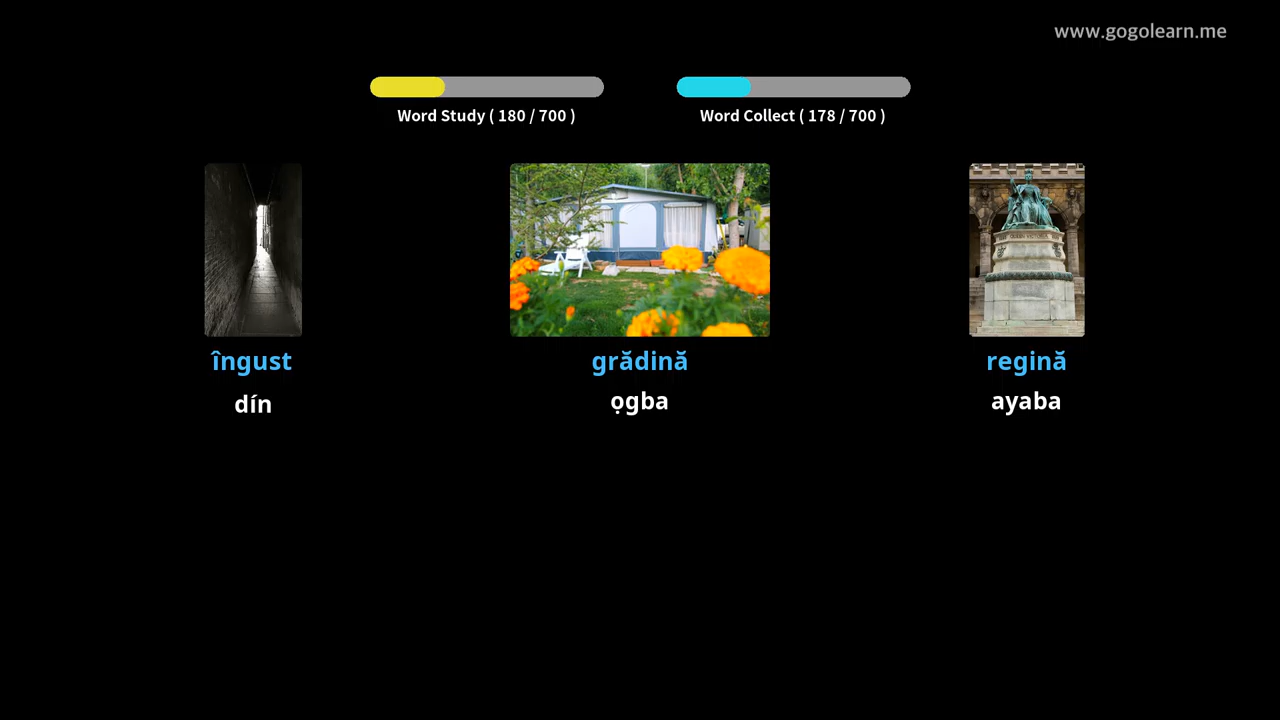 www.gogolearn.me
Word Study ( 180 / 700 )
Word Collect ( 178 / 700 )
îngust
grădină
regină
dín
ọgba
ayaba